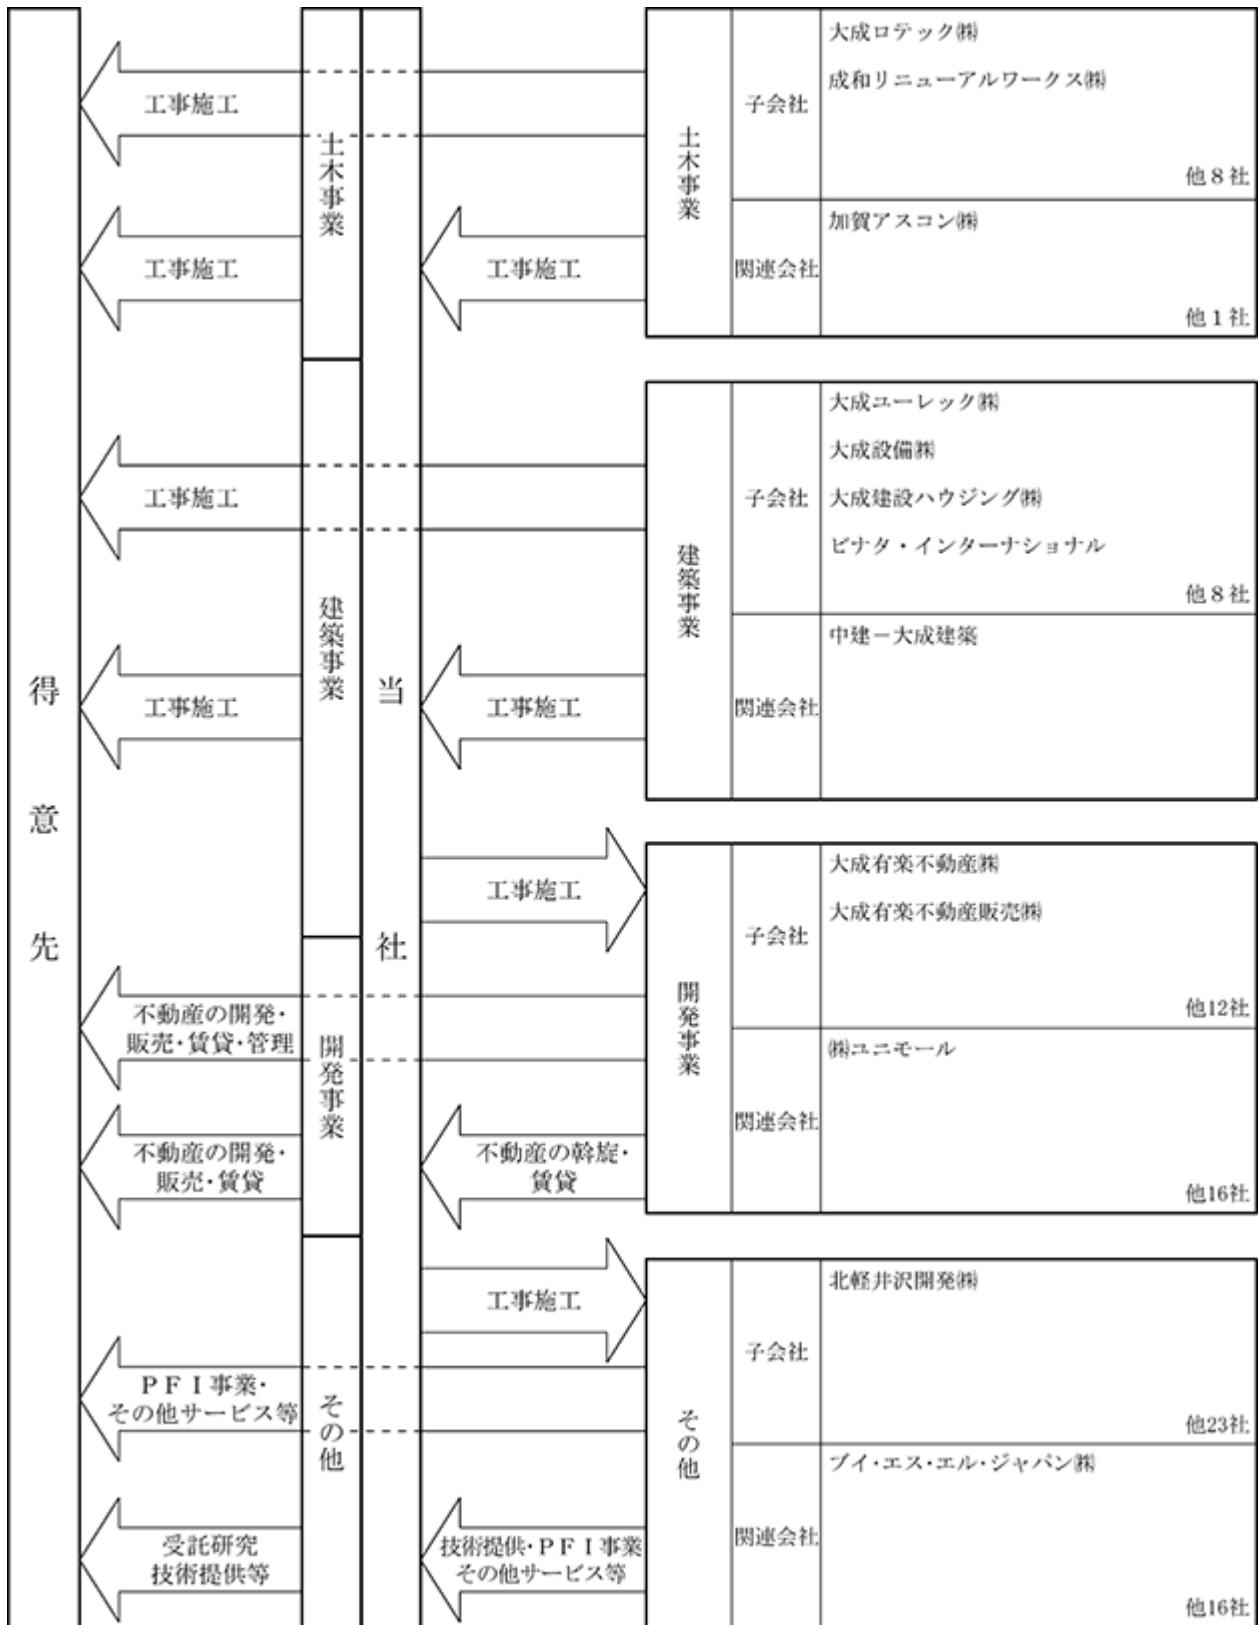 得意先
当社
土木事業
建築事業
開発事業
その他
工事施工
工事施工
工事施工
土木事業
子会社
大成ロテック㈱
成和リニューアルワークス㈱
他８社
関連会社
加賀アスコン㈱
他１社
工事施工
工事施工
工事施工
建築事業
子会社
大成ユーレック㈱
大成設備㈱
大成建設ハウジング㈱
ビナタ・インターナショナル
他８社
関連会社
中建－大成建築
工事施工
不動産の開発・
販売・賃貸・管理
不動産の開発・
販売・賃貸
不動産の斡旋・
賃貸
開発事業
子会社
大成有楽不動産㈱
大成有楽不動産販売㈱
他12社
関連会社
㈱ユニモール
他16社
工事施工
ＰＦＩ事業・
その他サービス等
受託研究
技術提供等
技術提供・ＰＦＩ事業
その他サービス等
その他
子会社
北軽井沢開発㈱
他23社
関連会社
ブイ・エス・エル・ジャパン㈱
他16社